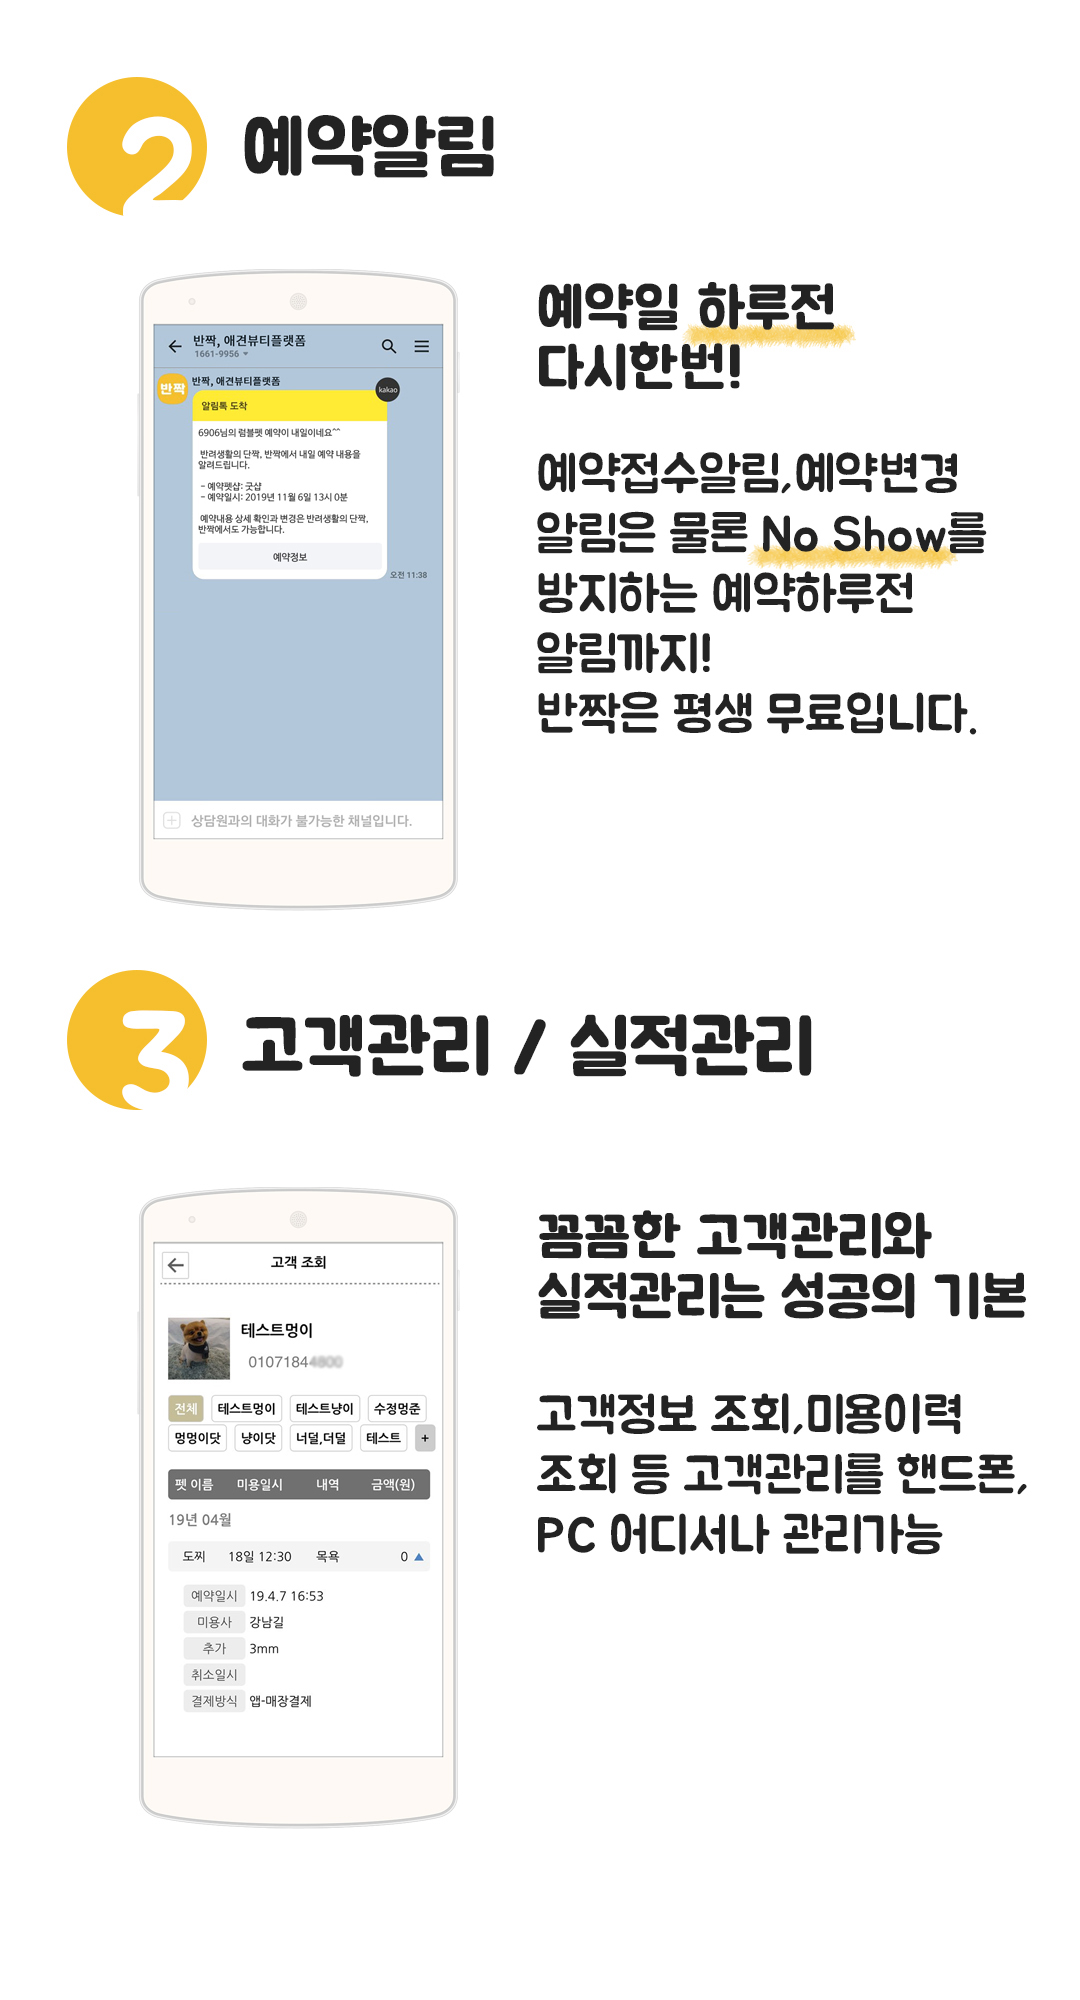 2 예약알림
반짝, 애견뷰티플랫폼
1661-9956
반짝
반짝, 애견뷰티플랫폼
kakao
알림톡 도착
6906님의 럼블펫 예약이 내일이네요^^
반려생활의 단짝, 반짝에서 내일 예약 내용을
알려드립니다.
- 예약펫샵: 굿샵
- 예약일시: 2019년 11월 6일 13시 0분
예약내용 상세 확인과 변경은 반려생활의 단짝,
반짝에서도 가능합니다.
예약정보
오전 11:38
상담원과의 대화가 불가능한 채널입니다.
예약일 하루전
다시한번!
예약접수알림,예약변경
알림은 물론 No Show를
방지하는 예약하루전
알림까지!
반짝은 평생 무료입니다.
3 고객관리 / 실적관리
고객 조회
테스트멍이
01071844800
전체 테스트멍이 테스트냥이 수정멍준
멍멍이닷 냥이닷 너덜,더덜 테스트 +
펫 이름 미용일시 내역 금액(원)
19년 04월
도찌 18일 12:30 목욕 0
예약일시 19.4.7 16:53
미용사 강남길
추가 3mm
취소일시
결제방식 앱-매장결제
꼼꼼한 고객관리와
실적관리는 성공의 기본
고객정보 조회,미용이력
조회 등 고객관리를 핸드폰,
PC 어디서나 관리가능